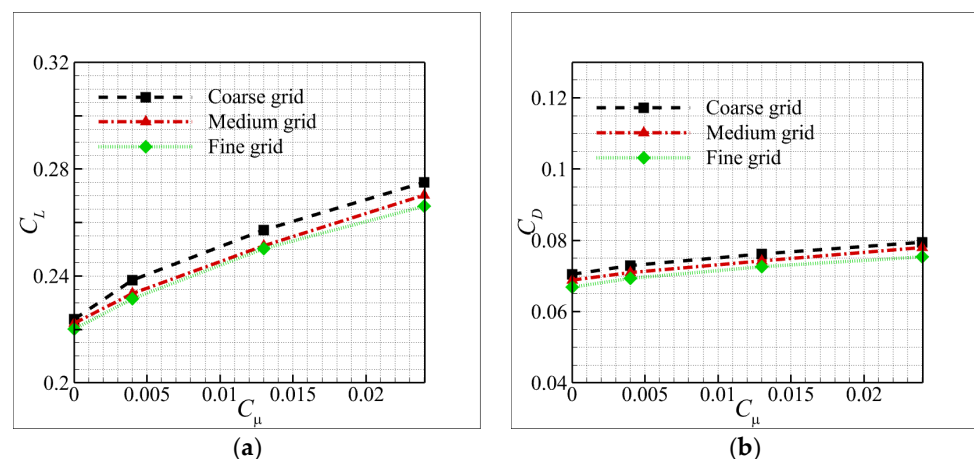 0.32
Coarse grid
Medium grid
Fine grid
0.28
C_L
0.24
0.2
0 0.005 0.01 0.015 0.02
C_μ
(a)
0.12
Coarse grid
Medium grid
Fine grid
0.1
C_D
0.08
0.06
0.04
0 0.005 0.01 0.015 0.02
C_μ
(b)